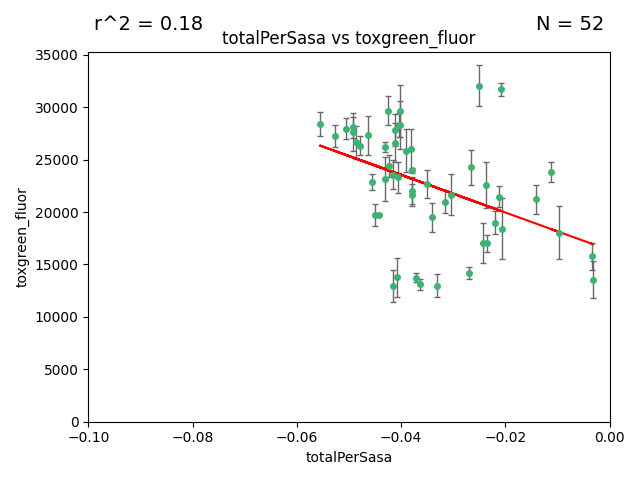 r^2 = 0.18
N = 52
totalPerSasa vs toxgreen_fluor
35000
30000
25000
20000
15000
10000
5000
0
toxgreen_fluor
−0.10
−0.08
−0.06
−0.04
−0.02
0.00
totalPerSasa